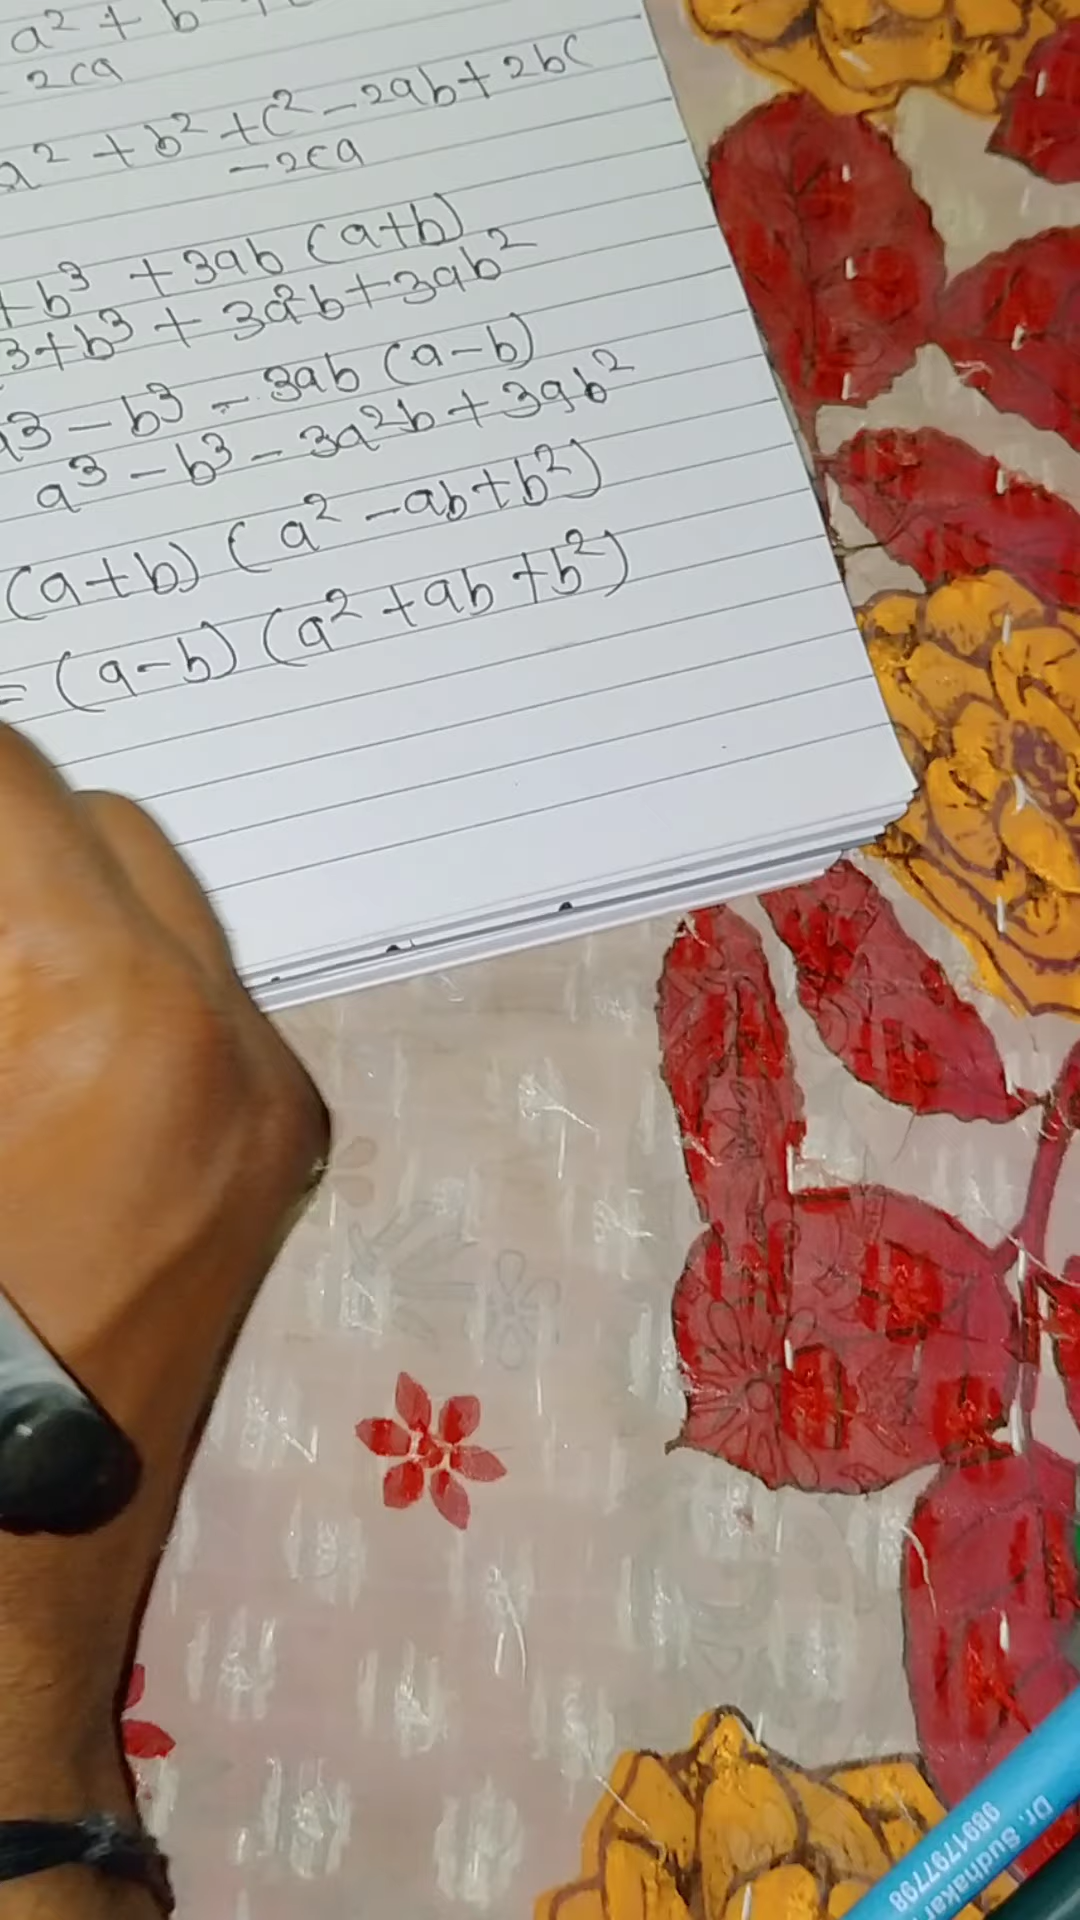 a² + b
2ca
a² + b² + c² - 2ab + 2bc
- 2ca
+ b³ + 3ab (a+b)
3 + b³ + 3a²b + 3ab²
a3 - b³ - 3ab (a-b)
a³ - b³ - 3a²b + 3ab²
(a+b) (a² - ab + b²)
= (a-b) (a² + ab + b²)
Dr. Sudhakar
9891797798